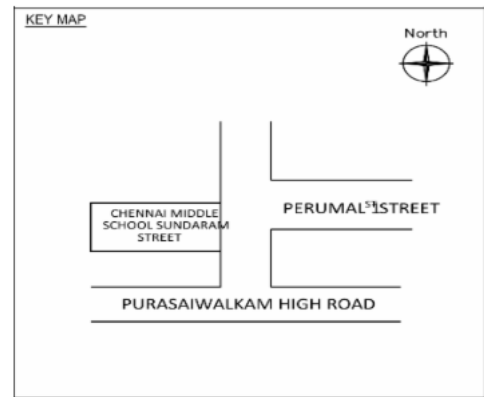 KEY MAP
North
CHENNAI MIDDLE
SCHOOL SUNDARAM
STREET
PERUMAL 1ST STREET
PURASAIWALKAM HIGH ROAD